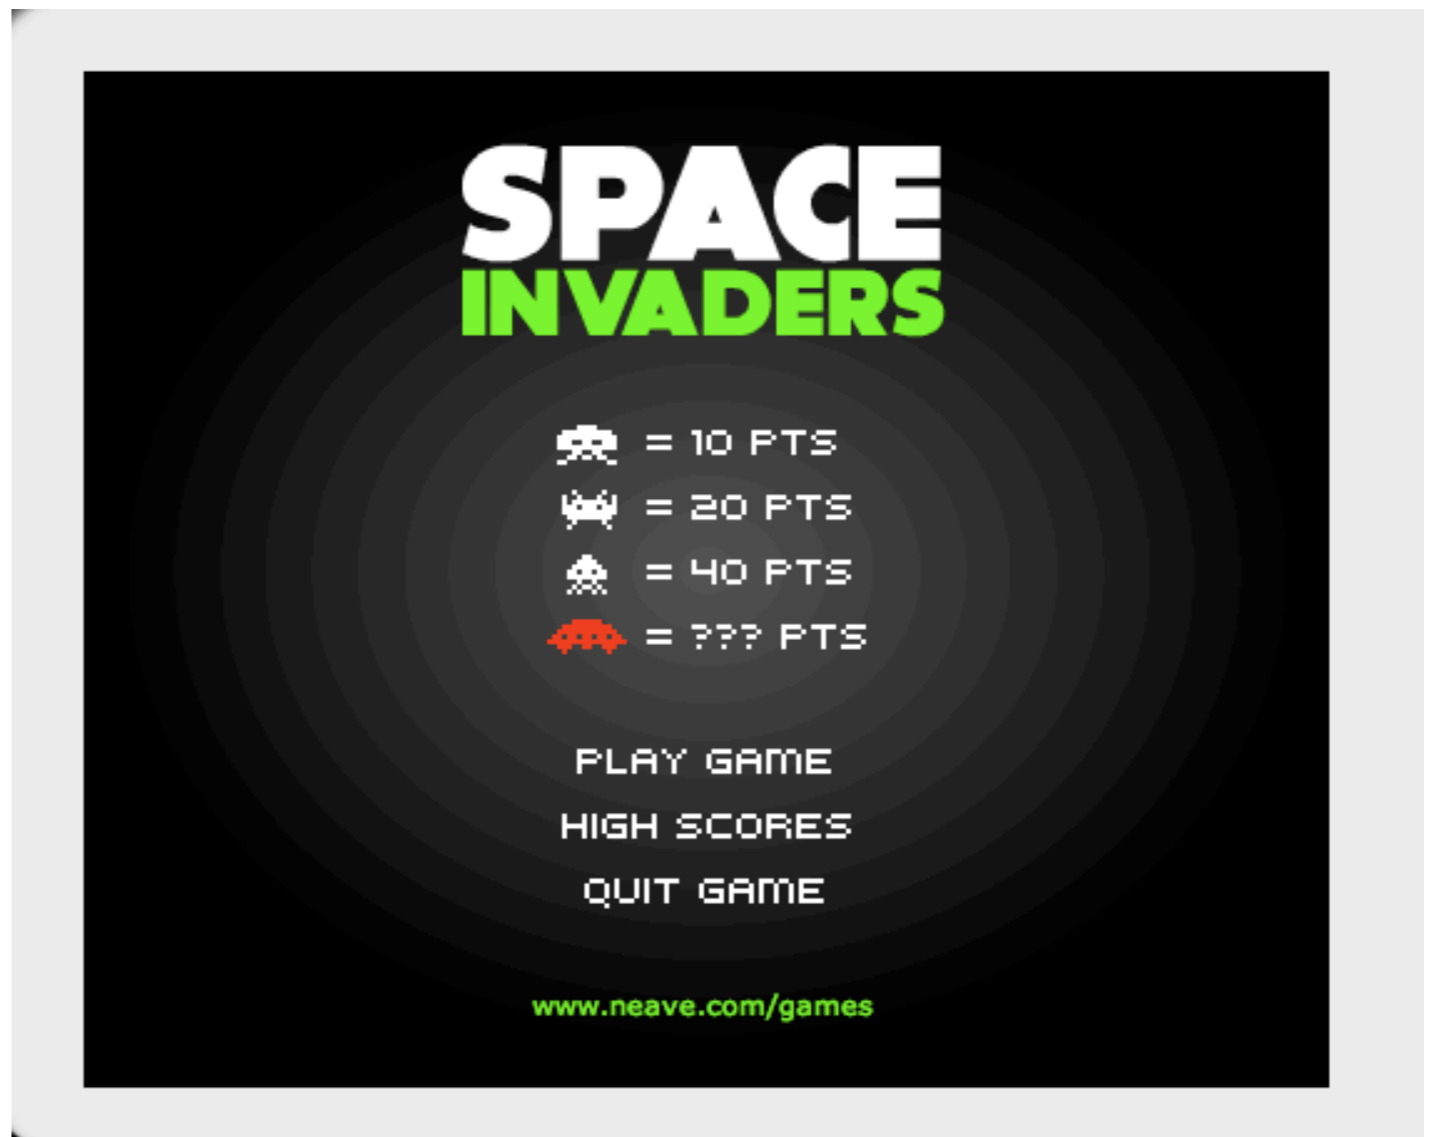 SPACE
INVADERS
= 10 PTS
= 20 PTS
= 40 PTS
= ??? PTS
PLAY GAME
HIGH SCORES
QUIT GAME
www.neave.com/games